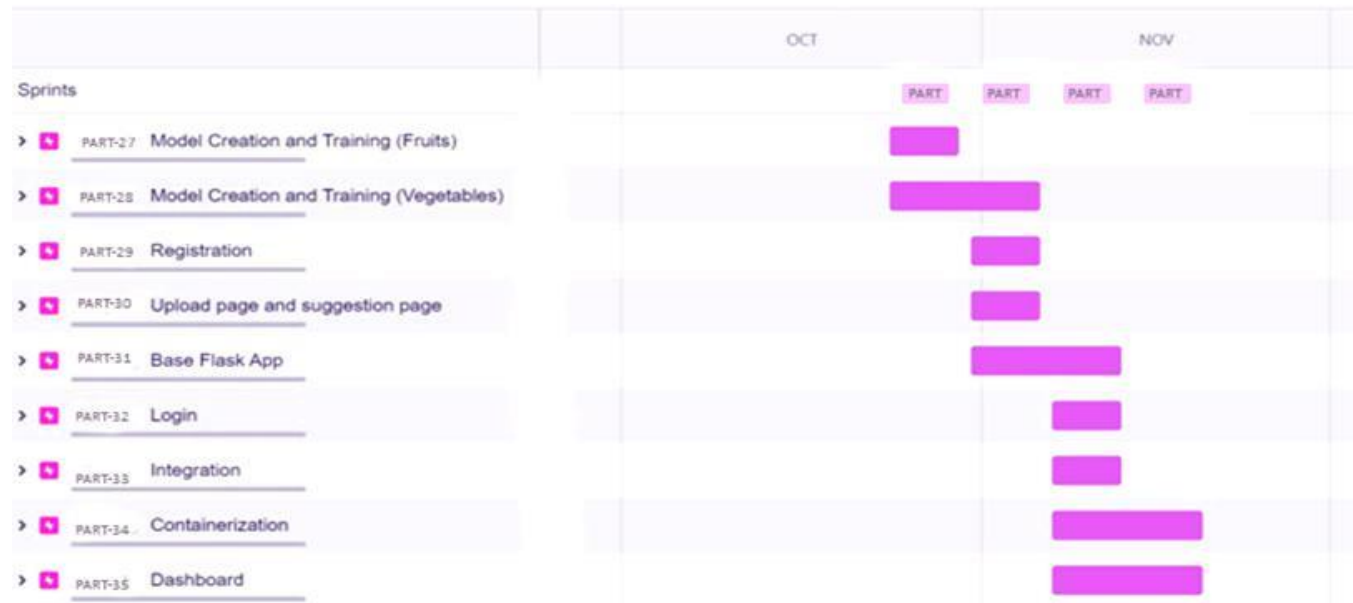 OCT NOV
Sprints PART PART PART PART
PART-27 Model Creation and Training (Fruits)
PART-28 Model Creation and Training (Vegetables)
PART-29 Registration
PART-30 Upload page and suggestion page
PART-31 Base Flask App
PART-32 Login
PART-33 Integration
PART-34 Containerization
PART-35 Dashboard